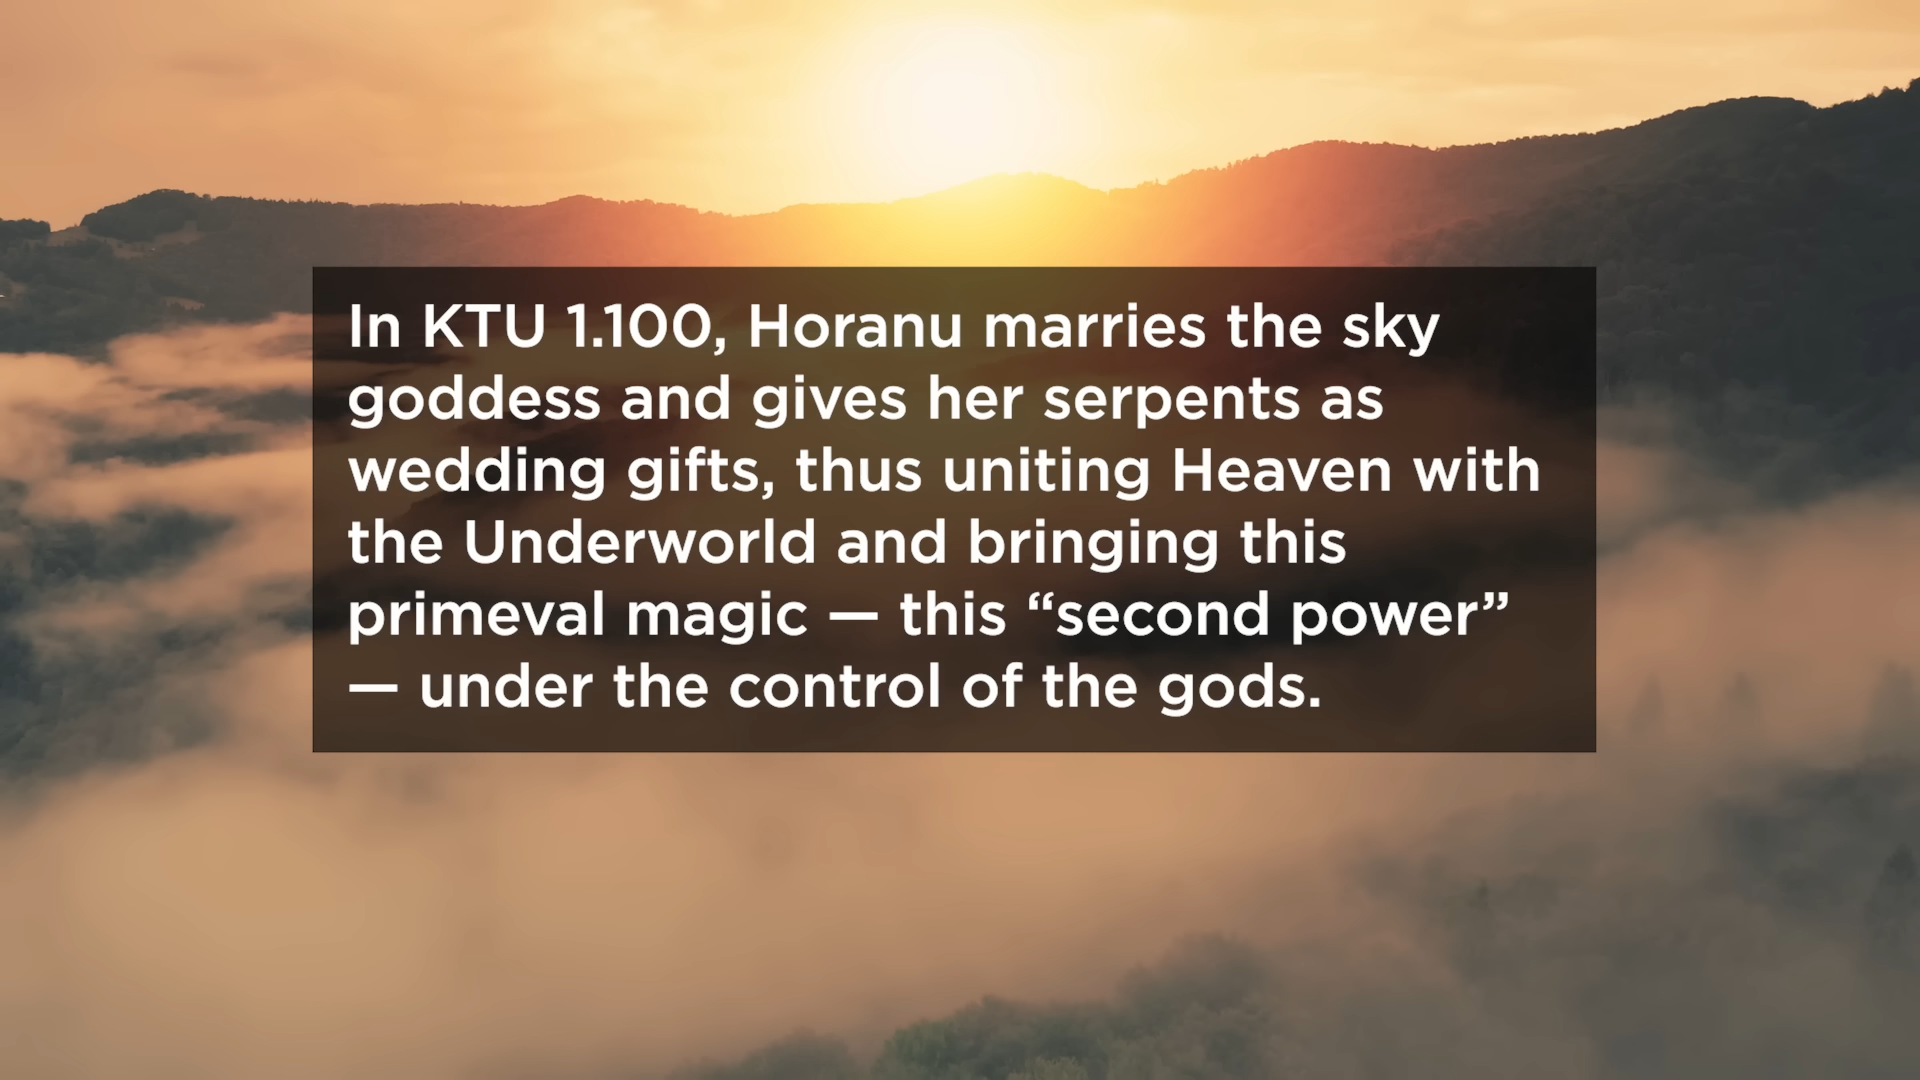 In KTU 1.100, Horanu marries the sky
goddess and gives her serpents as
wedding gifts, thus uniting Heaven with
the Underworld and bringing this
primeval magic — this “second power”
— under the control of the gods.